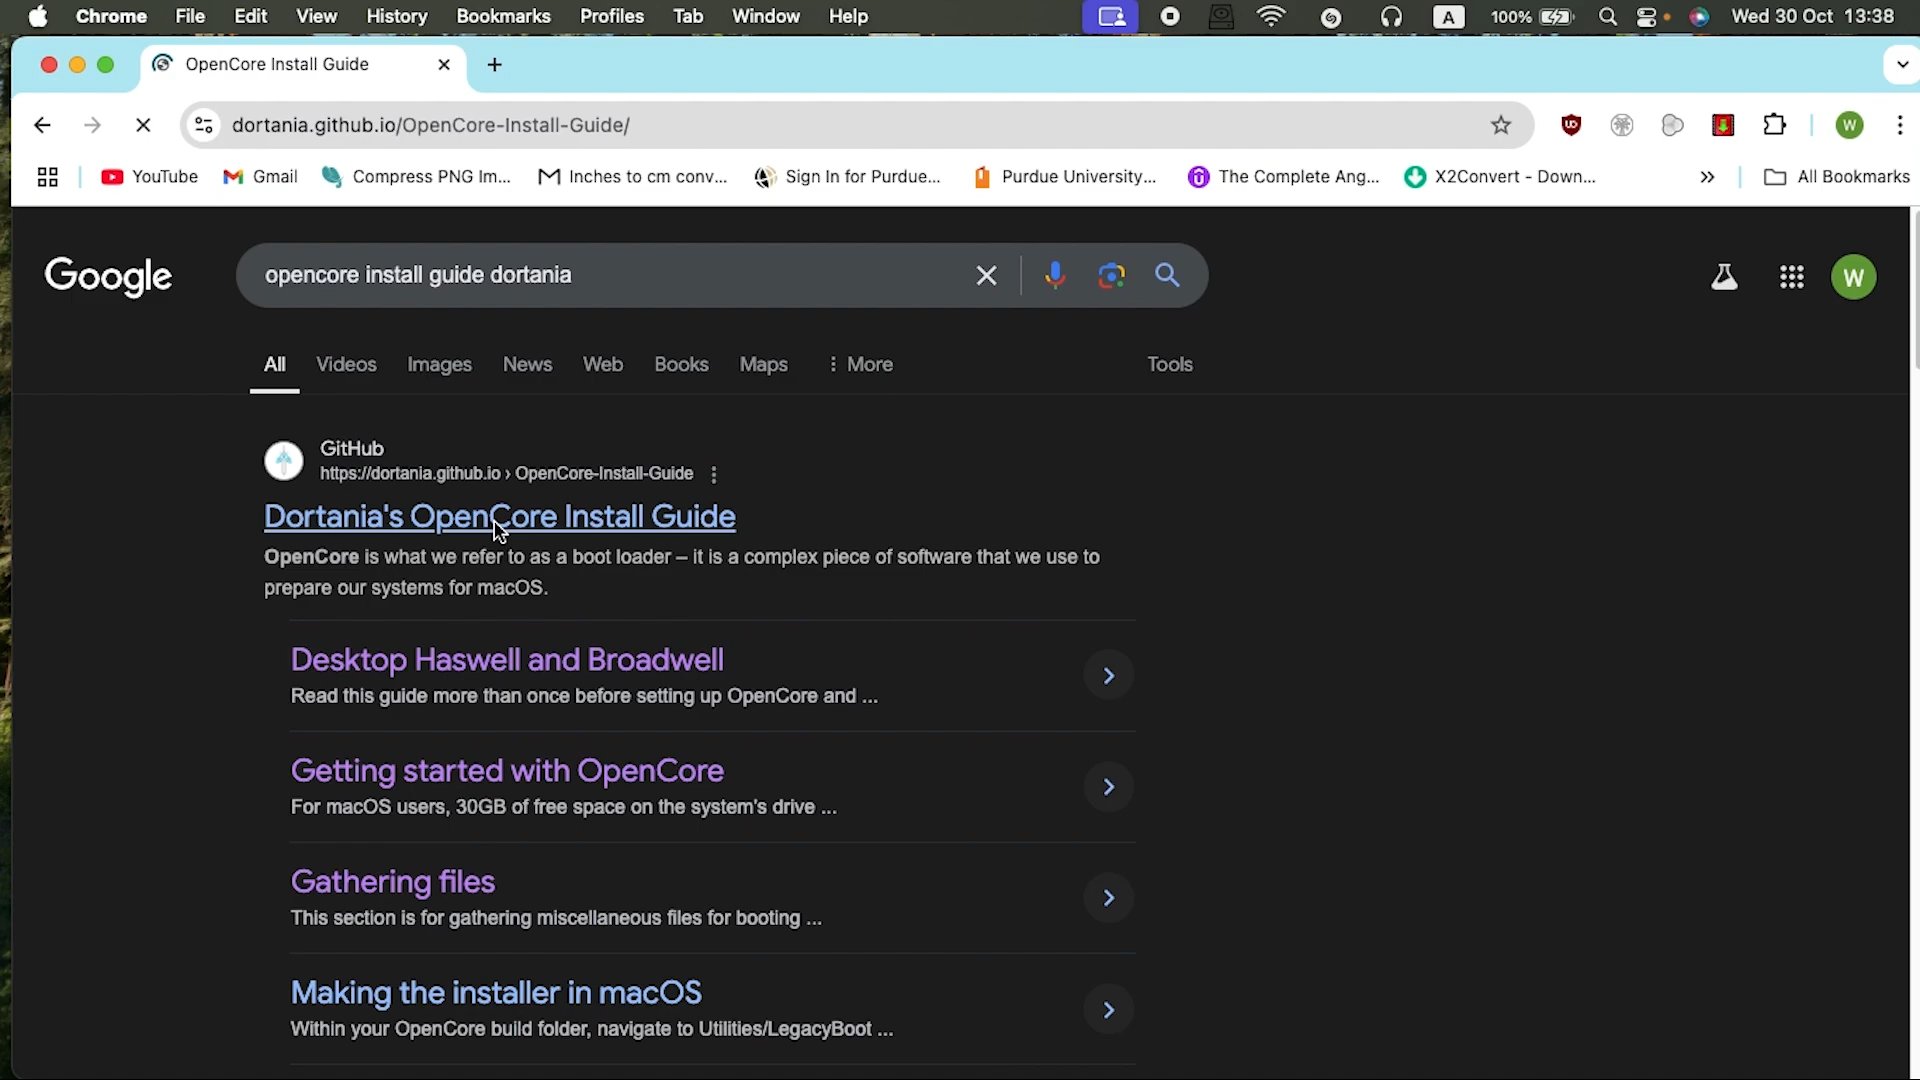 Chrome File Edit View History Bookmarks Profiles Tab Window Help A 100% Wed 30 Oct 13:38
OpenCore Install Guide
dortania.github.io/OpenCore-Install-Guide/
W
YouTube Gmail Compress PNG Im... Inches to cm conv... Sign In for Purdue... Purdue University... The Complete Ang... X2Convert - Down... » All Bookmarks
Google
opencore install guide dortania
W
All Videos Images News Web Books Maps More Tools
GitHub
https://dortania.github.io › OpenCore-Install-Guide
Dortania's OpenCore Install Guide
OpenCore is what we refer to as a boot loader – it is a complex piece of software that we use to
prepare our systems for macOS.
Desktop Haswell and Broadwell
Read this guide more than once before setting up OpenCore and ...
Getting started with OpenCore
For macOS users, 30GB of free space on the system's drive ...
Gathering files
This section is for gathering miscellaneous files for booting ...
Making the installer in macOS
Within your OpenCore build folder, navigate to Utilities/LegacyBoot ...